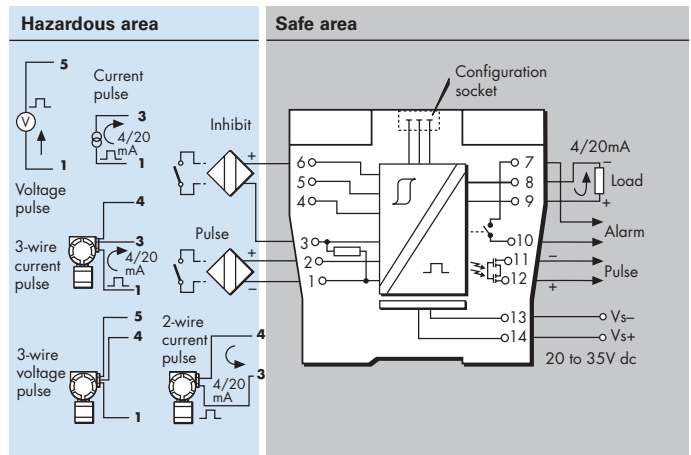 Hazardous area
Safe area
5
V
1
Voltage
pulse
Current
pulse
3
4/20
mA
1
Inhibit
+
Pulse
+
−
4
3
4/20
mA
1
3-wire
current
pulse
5
4
1
3-wire
voltage
pulse
2-wire
current
pulse
4
3
4/20
mA
Configuration
socket
6
5
4
3
2
1
7
8
9
10
11
12
13
14
4/20mA
−
Load
+
Alarm
−
Pulse
+
Vs−
Vs+
20 to 35V dc